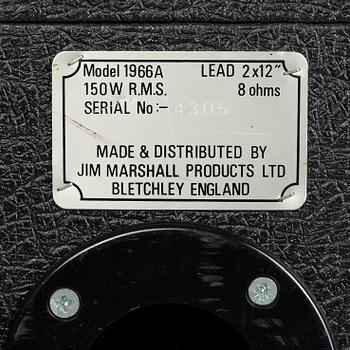 Model 1966A LEAD 2x12"
150W R.M.S. 8 ohms
SERIAL No:- 4305
MADE & DISTRIBUTED BY
JIM MARSHALL PRODUCTS LTD
BLETCHLEY ENGLAND